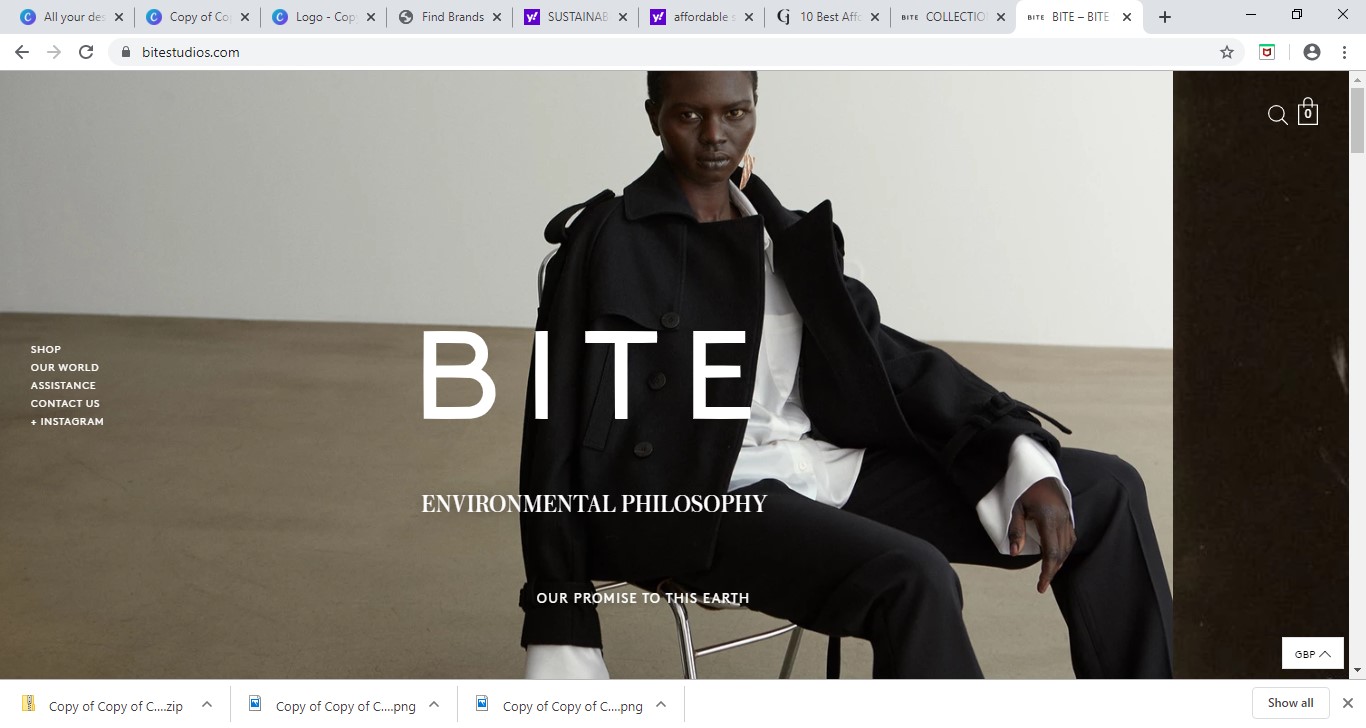 All your des
Copy of Co
Logo - Cop
Find Brands
SUSTAINAB
affordable s
10 Best Affo
BITE COLLECTIO
BITE BITE – BITE
bitestudios.com
0
SHOP
OUR WORLD
ASSISTANCE
CONTACT US
+ INSTAGRAM
BITE
ENVIRONMENTAL PHILOSOPHY
OUR PROMISE TO THIS EARTH
GBP
Copy of Copy of C....zip
Copy of Copy of C....png
Copy of Copy of C....png
Show all